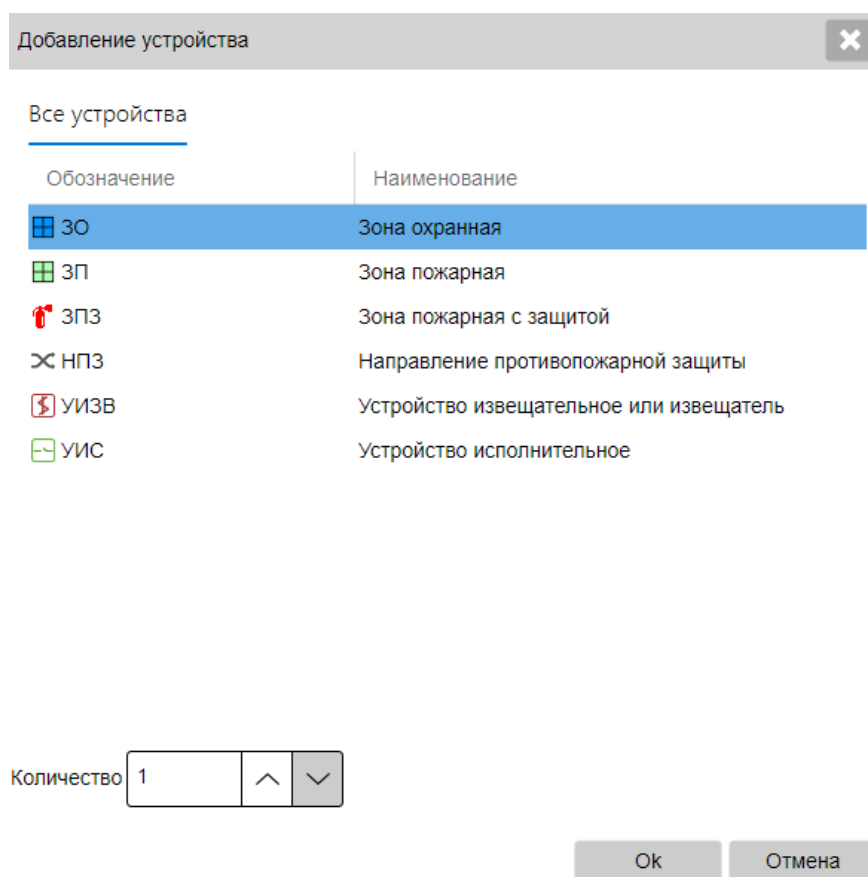 Добавление устройства
Все устройства
Обозначение Наименование
ЗО Зона охранная
ЗП Зона пожарная
ЗПЗ Зона пожарная с защитой
НПЗ Направление противопожарной защиты
УИЗВ Устройство извещательное или извещатель
УИС Устройство исполнительное
Количество 1
Ok Отмена